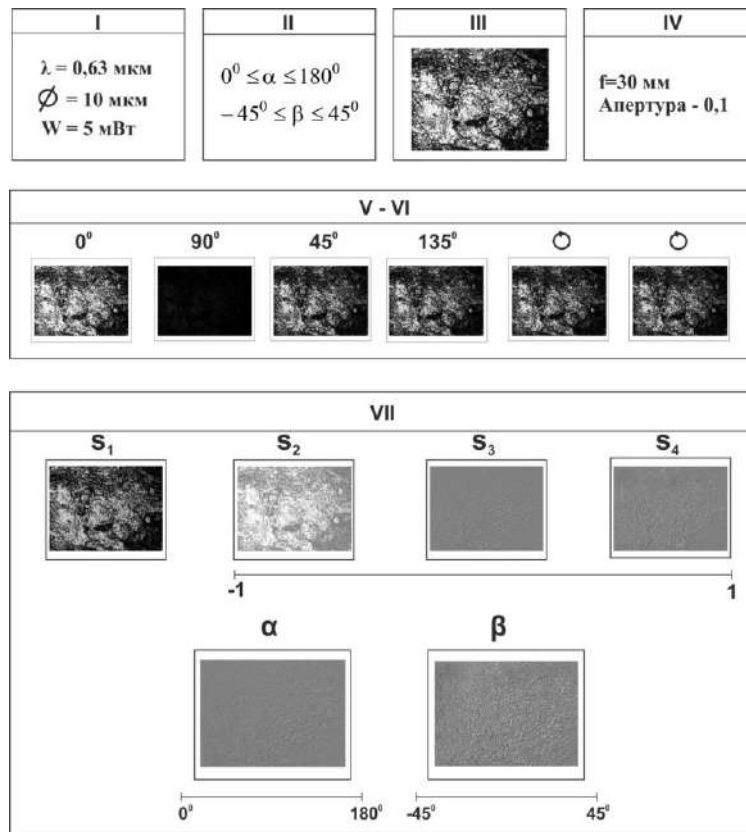 I II III IV
λ = 0,63 мкм
Ø = 10 мкм
W = 5 мВт
0⁰ ≤ α ≤ 180⁰
– 45⁰ ≤ β ≤ 45⁰
f=30 мм
Апертура - 0,1
V - VI
0⁰ 90⁰ 45⁰ 135⁰
VII
S₁ S₂ S₃ S₄
-1 1
α β
0⁰ 180⁰ -45⁰ 45⁰